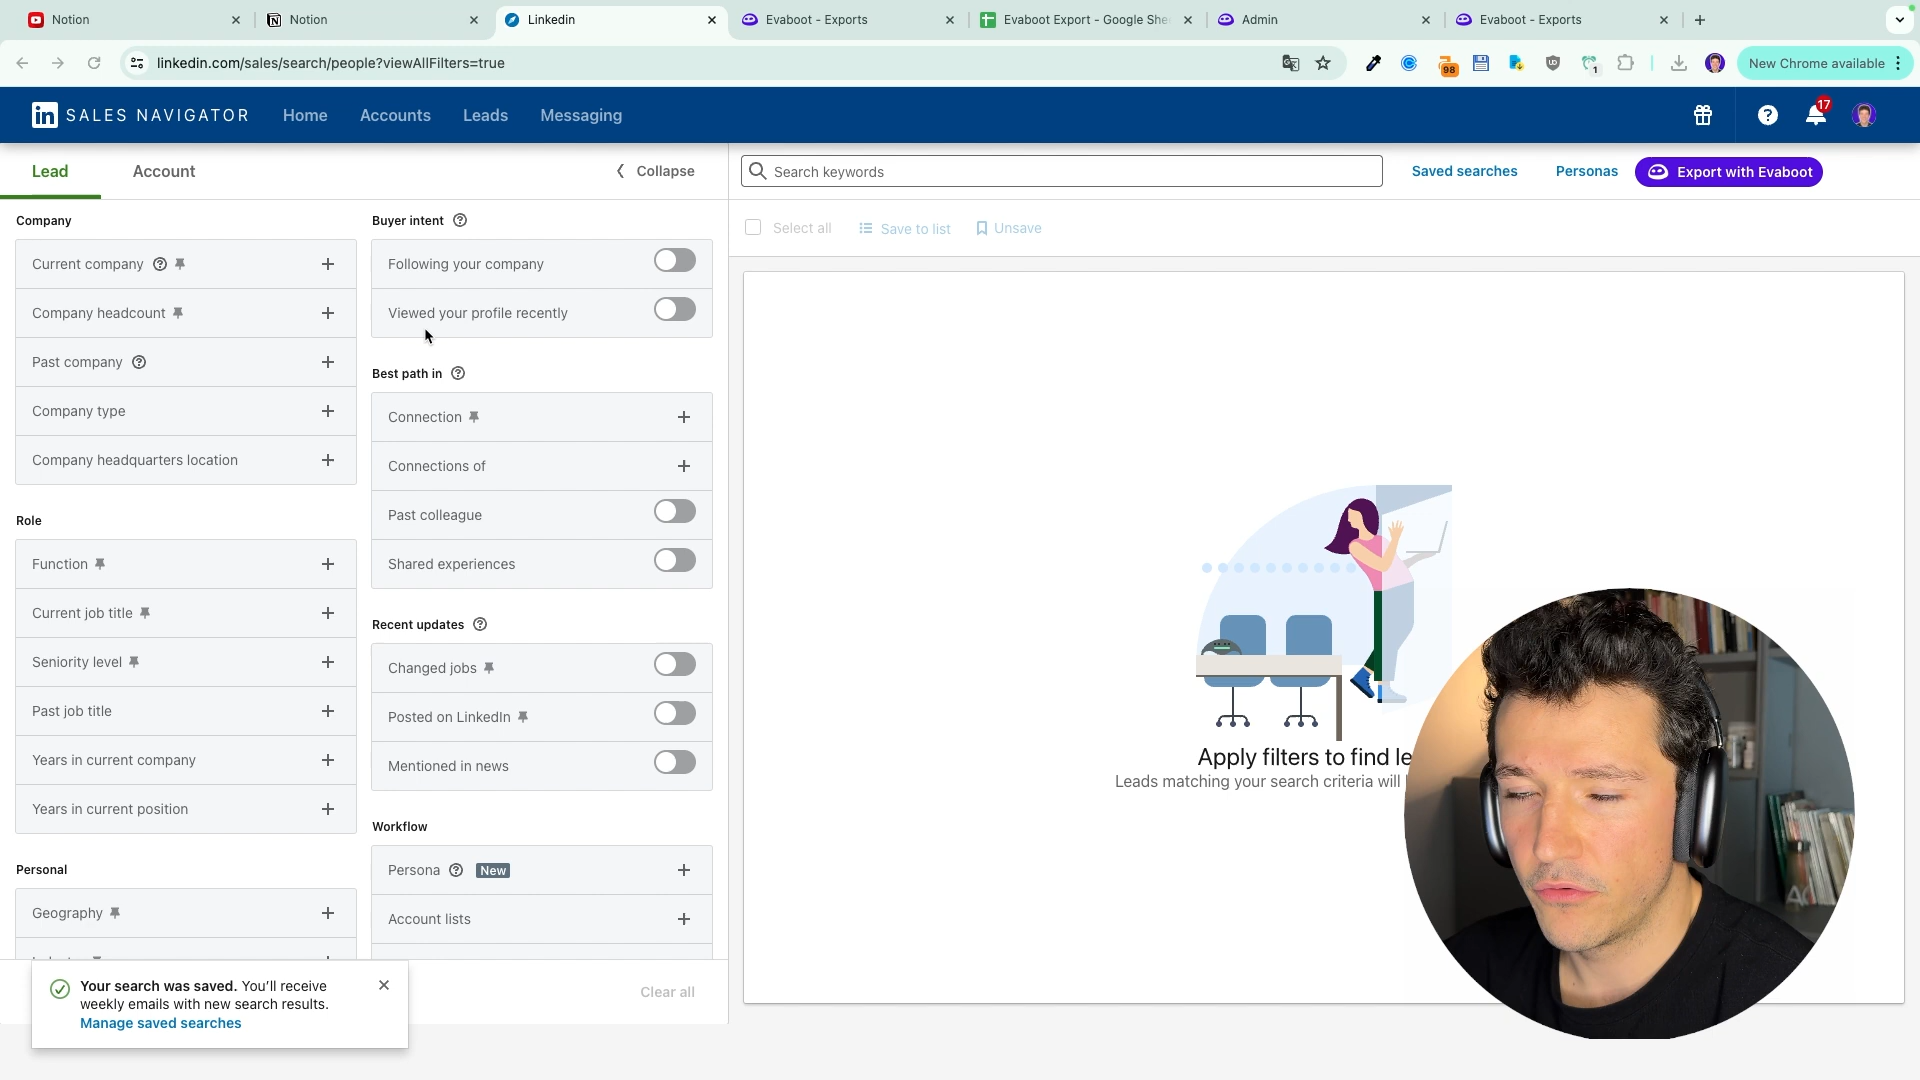 Notion
Notion
Linkedin
Evaboot - Exports
Evaboot Export - Google She
Admin
Evaboot - Exports
linkedin.com/sales/search/people?viewAllFilters=true
98
1
New Chrome available
in SALES NAVIGATOR
Home
Accounts
Leads
Messaging
17
Lead
Account
Collapse
Search keywords
Saved searches
Personas
Export with Evaboot
Select all
Save to list
Unsave
Company
Current company
Company headcount
Past company
Company type
Company headquarters location
Role
Function
Current job title
Seniority level
Past job title
Years in current company
Years in current position
Personal
Geography
Buyer intent
Following your company
Viewed your profile recently
Best path in
Connection
Connections of
Past colleague
Shared experiences
Recent updates
Changed jobs
Posted on LinkedIn
Mentioned in news
Workflow
Persona New
Account lists
Your search was saved. You'll receive
weekly emails with new search results.
Manage saved searches
Clear all
Apply filters to find le
Leads matching your search criteria will